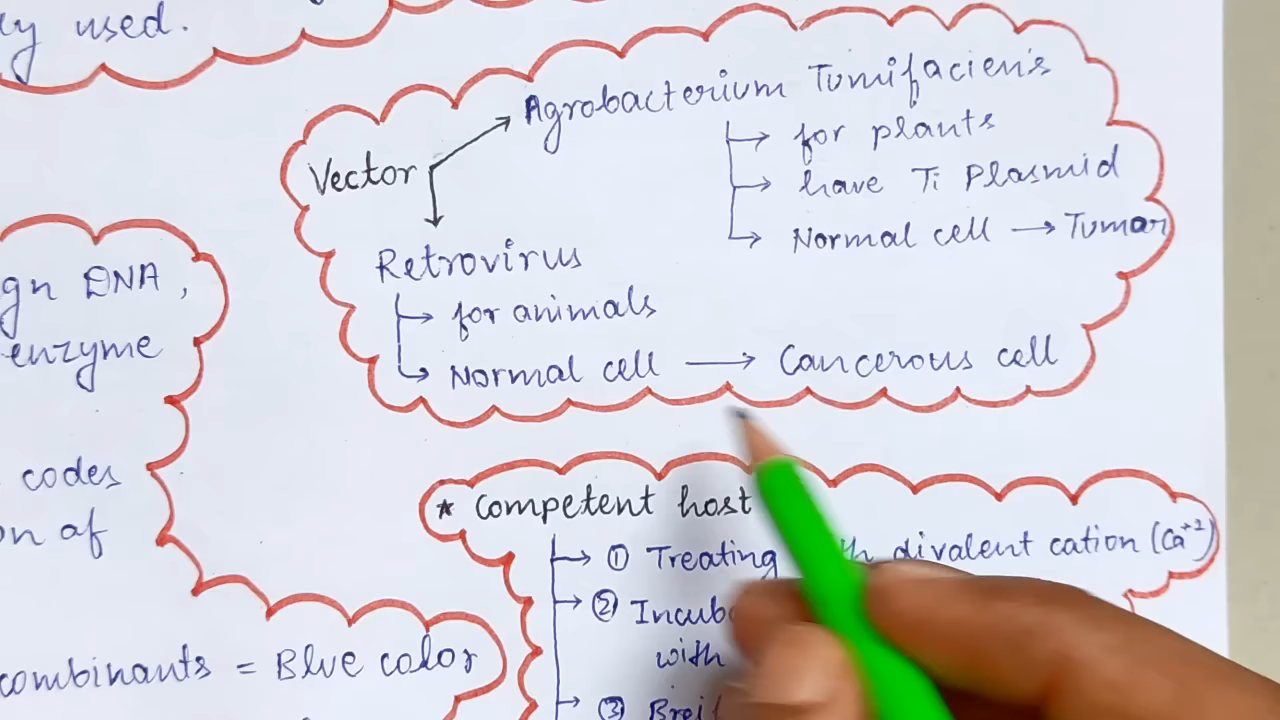 used.
Agrobacterium Tumifaciens
for plants
have Ti Plasmid
Normal cell → Tumar
Vector
Retrovirus
for animals
Normal cell → Cancerous cell
gn DNA,
enzyme
codes
on of
combinants = Blue color
* Competent host
① Treating divalent cation (Ca⁺²)
② Incub
with
③